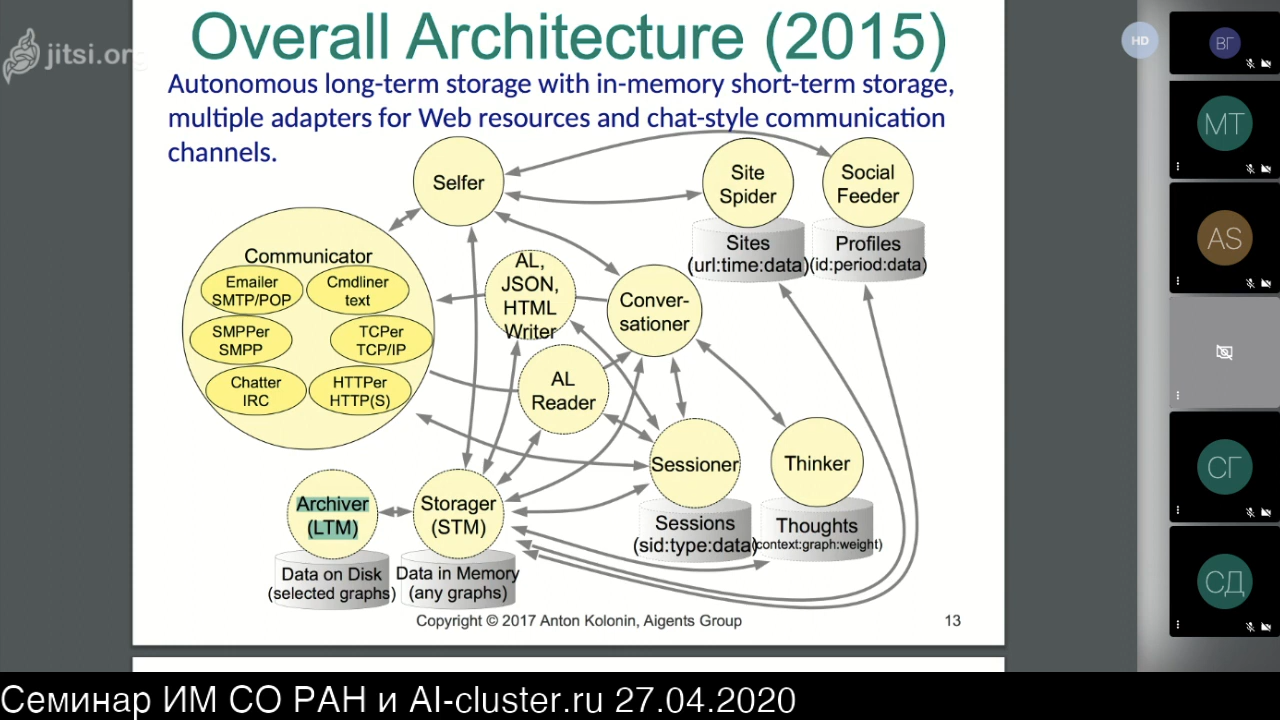 jitsi.org
Overall Architecture (2015)
Autonomous long-term storage with in-memory short-term storage,
multiple adapters for Web resources and chat-style communication
channels.
Selfer
Site
Spider
Social
Feeder
Sites
(url:time:data)
Profiles
(id:period:data)
Communicator
Emailer
SMTP/POP
Cmdliner
text
SMPPer
SMPP
TCPer
TCP/IP
Chatter
IRC
HTTPer
HTTP(S)
AL,
JSON,
HTML
Writer
Conver-
sationer
AL
Reader
Sessioner
Thinker
Archiver
(LTM)
Storager
(STM)
Sessions
(sid:type:data)
Thoughts
(context:graph:weight)
Data on Disk
(selected graphs)
Data in Memory
(any graphs)
Copyright © 2017 Anton Kolonin, Aigents Group
13
HD
ВГ
МТ
AS
СГ
СД
Семинар ИМ СО РАН и AI-cluster.ru 27.04.2020